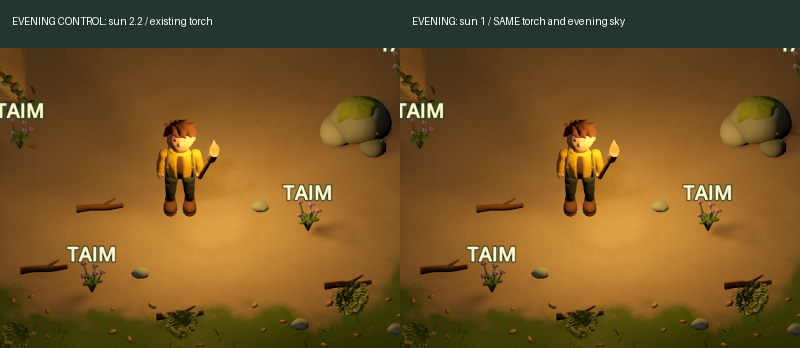 EVENING CONTROL: sun 2.2 / existing torch
EVENING: sun 1 / SAME torch and evening sky
TAIM
TAIM
TAIM
TAIM
TAIM
TAIM